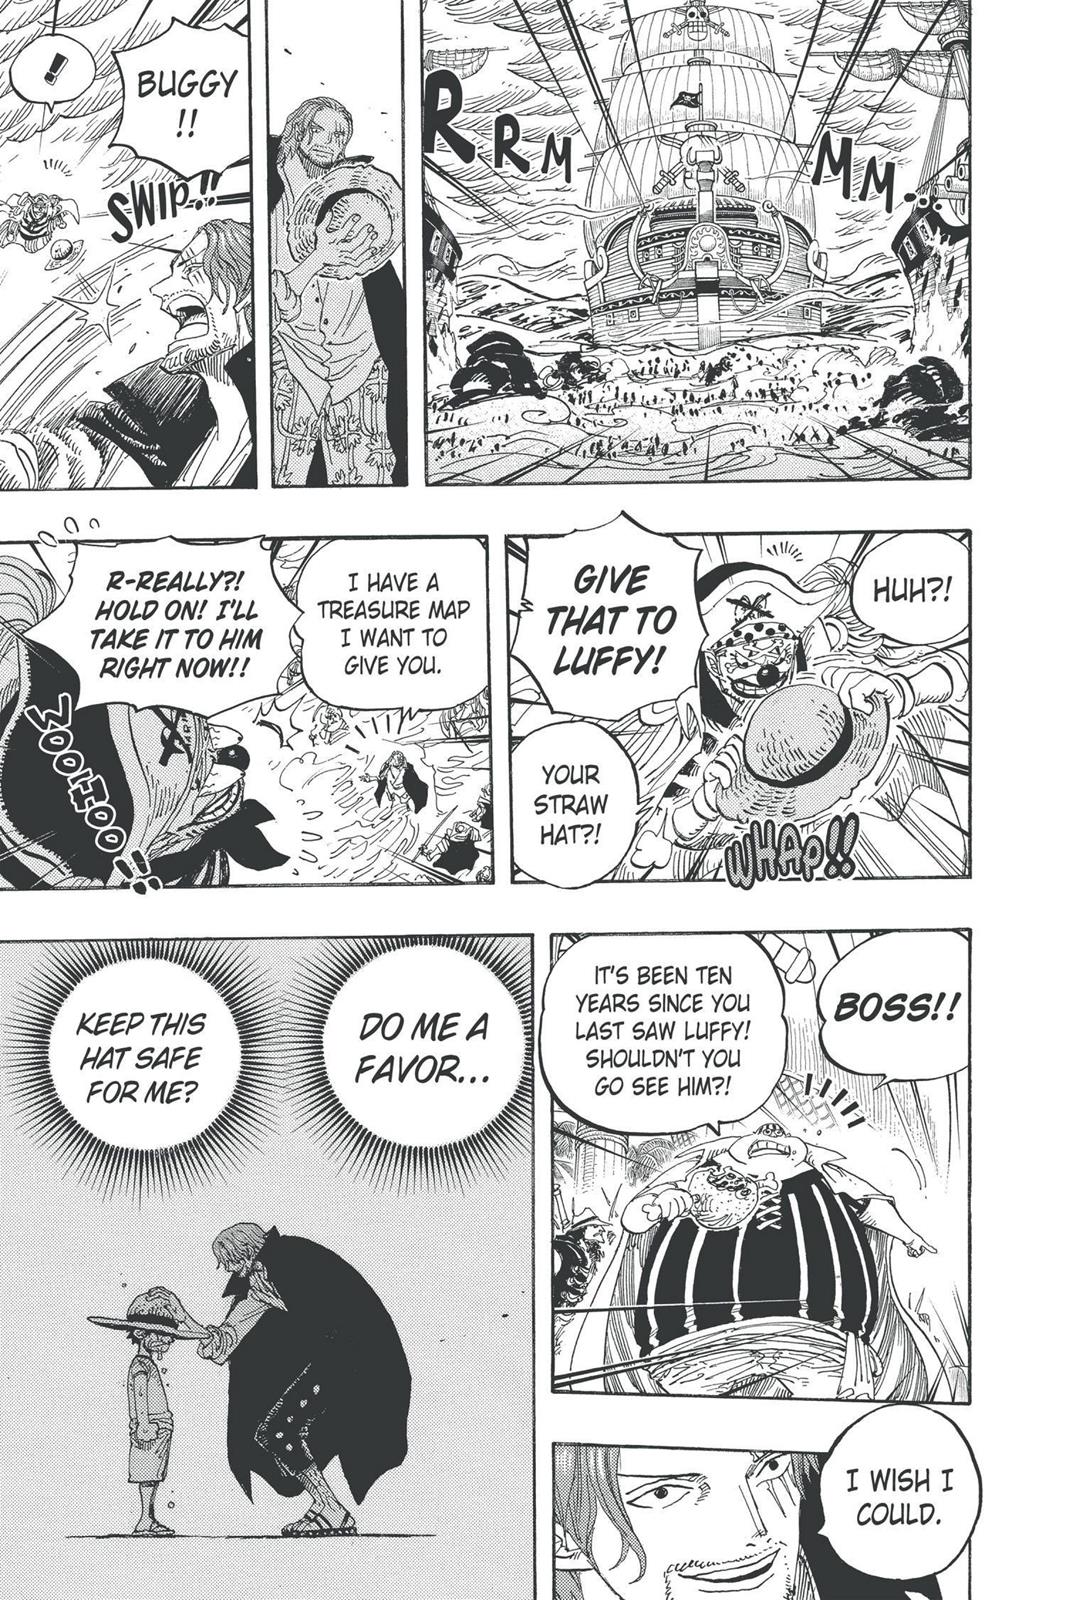 RRRM
MM...
BUGGY
!!
!
SWIP!!
HUH?!
GIVE
THAT TO
LUFFY!
YOUR
STRAW
HAT?!
WHAP!!
I HAVE A
TREASURE MAP
I WANT TO
GIVE YOU.
R-REALLY?!
HOLD ON! I'LL
TAKE IT TO HIM
RIGHT NOW!!
WOOHOO!!
BOSS!!
IT'S BEEN TEN
YEARS SINCE YOU
LAST SAW LUFFY!
SHOULDN'T YOU
GO SEE HIM?!
I WISH I
COULD.
DO ME A
FAVOR...
KEEP THIS
HAT SAFE
FOR ME?